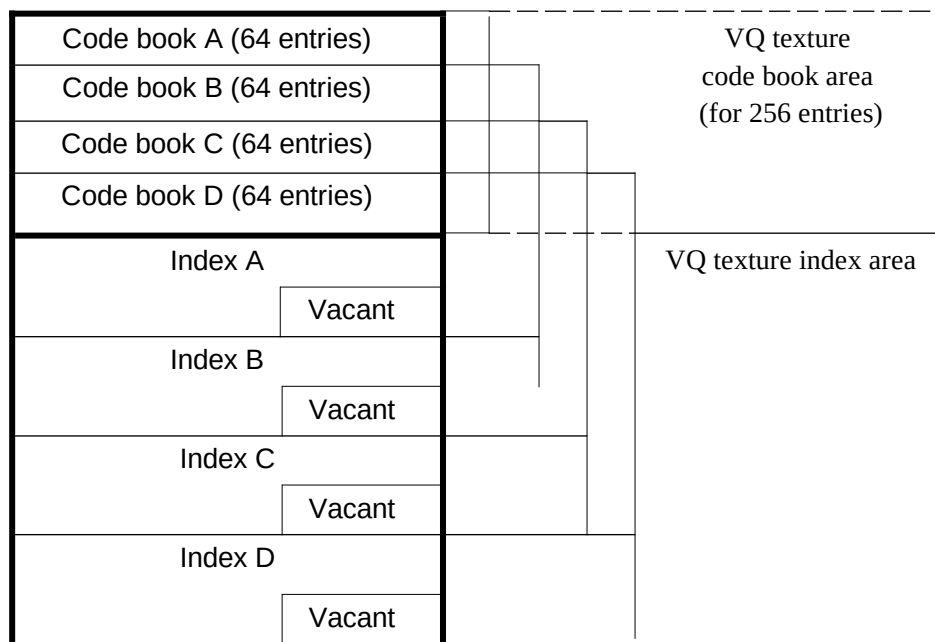 Code book A (64 entries)
Code book B (64 entries)
Code book C (64 entries)
Code book D (64 entries)
Index A
Vacant
Index B
Vacant
Index C
Vacant
Index D
Vacant
VQ texture
code book area
(for 256 entries)
VQ texture index area